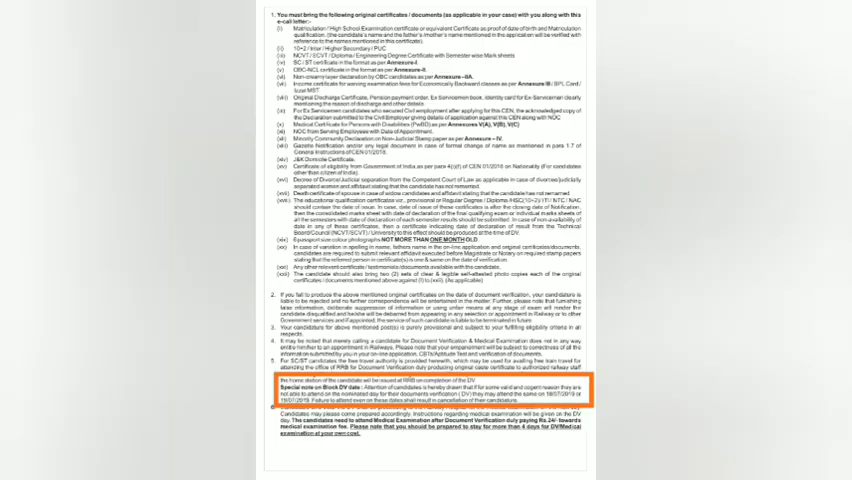 1. You must bring the following original certificates / documents (as applicable in your case) with you along with this
e-call letter:-
(i) Matriculation / High School Examination certificate or equivalent Certificate as proof of date of birth and Matriculation
qualification, (the candidate's name and the father's /mother's name mentioned in the application will be verified with
reference to the names mentioned in this certificate).
10+2 / Inter / Higher Secondary / PUC
NCVT / SCVT / Diploma / Engineering Degree Certificate with Semester wise Mark sheets
(iv) SC / ST certificate in the format as per Annexure-I.
(v) OBC-NCL certificate in the format as per Annexure-II.
(vi) Non-creamy layer declaration by OBC candidates as per Annexure-IIA.
Income certificate for waiving examination fees for Economically Backward classes as per Annexure III / BPL Card /
Izzat MST
(viii) Original Discharge Certificate, Pension payment order, Ex Servicemen book, identity card for Ex-Servicemen clearly
mentioning the reason of discharge and other details
(ix) For Ex Servicemen candidates who secured Civil employment after applying for this CEN, the acknowledged copy of
the Declaration submitted to the Civil Employer giving details of application against this CEN along with NOC
(x) Medical Certificate for Persons with Disabilities (PwBD) as per Annexures V(A), V(B), V(C)
(xi) NOC from Serving Employees with Date of Appointment.
(xii) Minority Community Declaration on Non-Judicial Stamp paper as per Annexure – IV.
(xiii) Gazette Notification and/or any legal document in case of formal change of name as mentioned in para 1.7 of
General Instructions of CEN 01/2018.
(xiv) J&K Domicile Certificate.
(xv) Certificate of eligibility from Government of India as per para 4 of CEN 01/2018 on Nationality (For candidates
other than citizen of India).
(xvi) Decree of Divorce/Judicial separation from the Competent Court of Law as applicable in case of divorcees/judicially
separated women and affidavit stating that the candidate has not remarried.
(xvii) Death certificate of spouse in case of widow candidates and affidavit stating that the candidate has not remarried
The educational qualification certificates viz., provisional or Regular Degree / Diploma /HSC(10+2)/ ITI / NTC / NAC
should contain the date of issue. In case, date of issue of these certificates is after the closing date of Notification,
then the consolidated marks sheet with date of declaration of the final qualifying exam or individual marks sheets of
all the semesters with date of declaration of each semester results should be submitted. In case of non-availability of
date in any of these certificates, then a certificate indicating date of declaration of result from the Technical
Board/Council (NCVT/SCVT) / University to this effect should be produced at the time of DV.
(xix) 6 passport size colour photographs NOT MORE THAN ONE MONTH OLD.
(xx) In case of variation in spelling in name, fathers name in the on-line application and original certificates/documents,
candidates are required to submit relevant affidavit executed before Magistrate or Notary on required stamp papers
stating that the referred person in certificate(s) is one & same on the date of verification.
(xxi) Any other relevant certificate / testimonials/documents available with the candidate.
(xxii) The candidate should also bring two (2) sets of clear & legible self-attested photo copies each of the original
certificates / documents mentioned above against (i) to (xxii). (As applicable)
2. If you fail to produce the above mentioned original certificates on the date of document verification, your candidature is
liable to be rejected and no further correspondence will be entertained in the matter. Further, please note that furnishing
false information, deliberate suppression of information or using unfair means at any stage of exam will render the
candidate disqualified and he/she will be debarred from appearing in any selection or appointment in Railways or to other
Government services and if appointed, the service of such candidate is liable to be terminated in future.
3. Your candidature for above mentioned post(s) is purely provisional and subject to your fulfilling eligibility criteria in all
respects.
4. It may be noted that merely calling a candidate for Document Verification & Medical Examination does not in any way
entitle him/her to an appointment in Railways. Please note that your empanelment will be subject to correctness of all the
information submitted by you in your on-line application, CBTs/Aptitude Test and verification of documents.
5. For SC/ST candidates the free travel authority is provided herewith, which may be used for availing free train travel for
attending the office of RRB for Document Verification duly producing original caste certificate to authorized railway staff
the home station of the candidate will be issued at RRB on completion of the DV
Special note on Block DV date : Attention of candidates is hereby drawn that if for some valid and cogent reason they are
not able to attend on the nominated day for their documents verification ( DV) they may attend the same on 18/07/2019 or
19/07/2019. Failure to attend even on these dates shall result in cancellation of their candidature.
6.
Candidates may please come prepared accordingly. Instructions regarding medical examination will be given on the DV
day. The candidates need to attend Medical Examination after Document Verification duly paying Rs.24/- towards
medical examination fee. Please note that you should be prepared to stay for more than 4 days for DV/Medical
examination at your own cost.